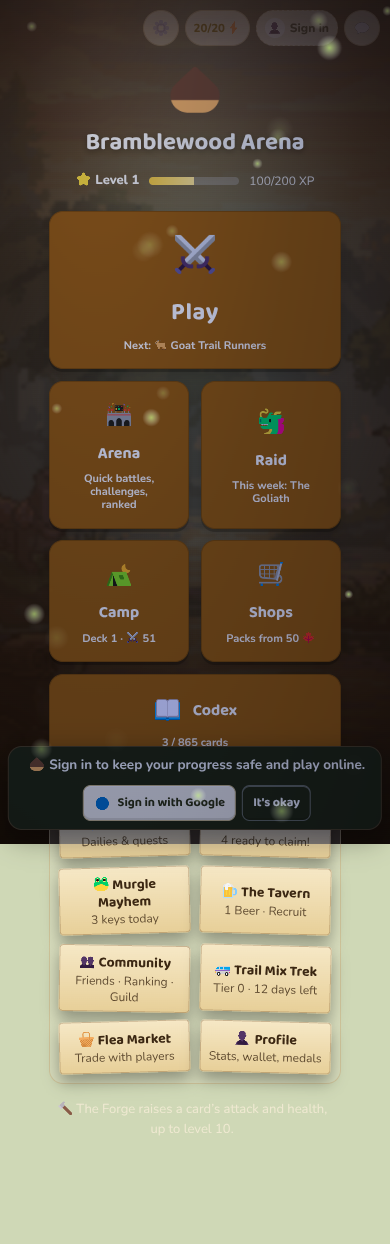 20/20
Sign in
Bramblewood Arena
Level 1
100/200 XP
Play
Next: Goat Trail Runners
Arena
Quick battles,
challenges,
ranked
Raid
This week: The
Goliath
Camp
Deck 1 · 51
Shops
Packs from 50
Codex
3 / 865 cards
Sign in to keep your progress safe and play online.
Sign in with Google
It's okay
Dailies & quests
4 ready to claim!
Murgle
Mayhem
3 keys today
The Tavern
1 Beer · Recruit
Community
Friends · Ranking ·
Guild
Trail Mix Trek
Tier 0 · 12 days left
Flea Market
Trade with players
Profile
Stats, wallet, medals
The Forge raises a card's attack and health,
up to level 10.